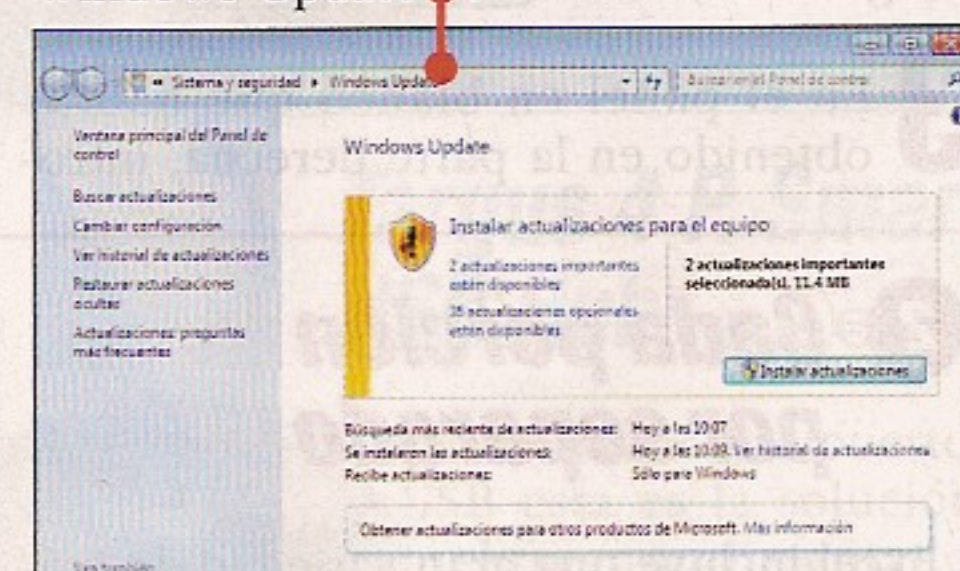 Sistema y seguridad ▸ Windows Update
Buscar en el Panel de control
Ventana principal del Panel de
control
Buscar actualizaciones
Cambiar configuración
Ver historial de actualizaciones
Restaurar actualizaciones
ocultas
Actualizaciones: preguntas
más frecuentes
Windows Update
Instalar actualizaciones para el equipo
2 actualizaciones importantes
están disponibles
2 actualizaciones importantes
seleccionada(s), 11.4 MB
actualizaciones opcionales
están disponibles
Instalar actualizaciones
Búsqueda más reciente de actualizaciones: Hoy a las 10:07
Se instalaron las actualizaciones: Hoy a las 10:09. Ver historial de actualizaciones
Recibe actualizaciones: Sólo para Windows
Obtener actualizaciones para otros productos de Microsoft. Más información
obtenido en la parte derecha,